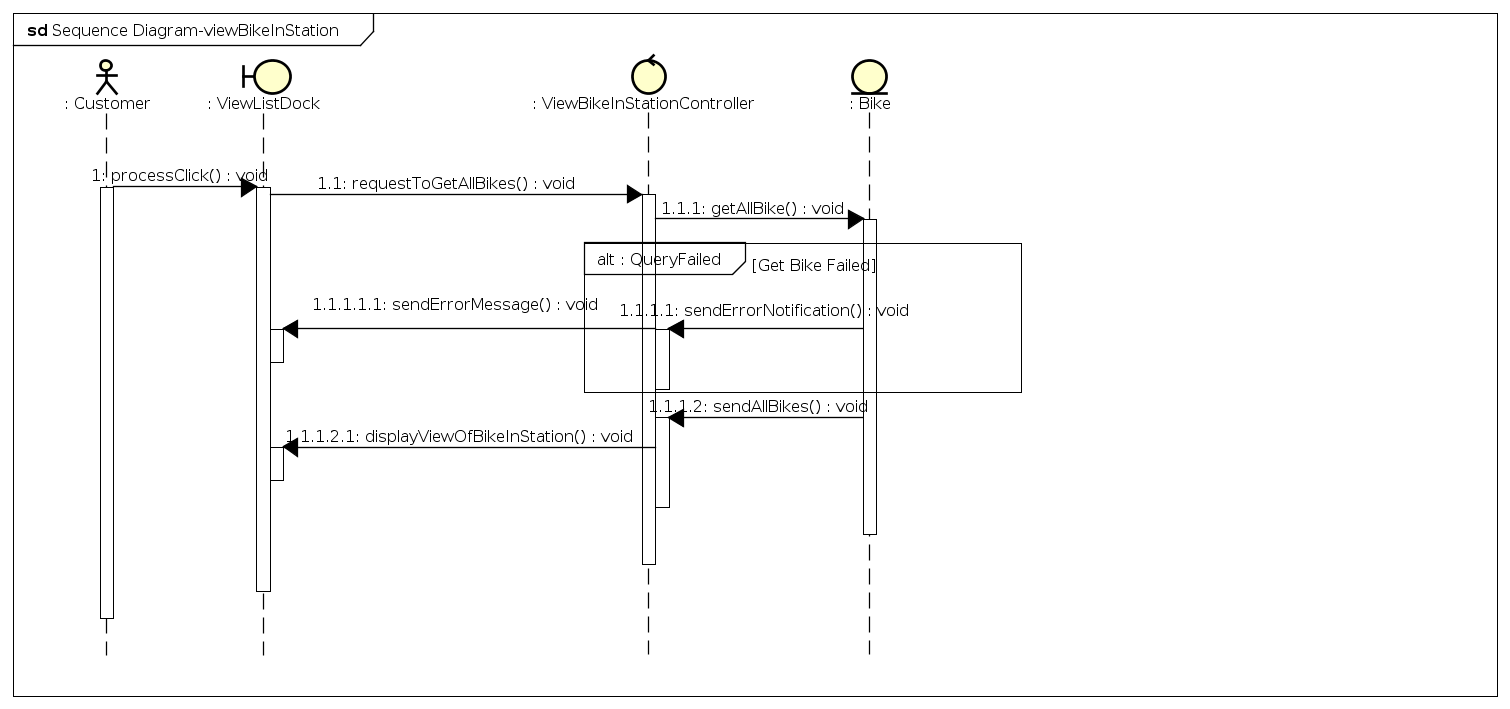 sd Sequence Diagram-viewBikeInStation
: Customer
: ViewListDock
: ViewBikeInStationController
: Bike
1: processClick() : void
1.1: requestToGetAllBikes() : void
1.1.1: getAllBike() : void
alt : QueryFailed
[Get Bike Failed]
1.1.1.1.1: sendErrorMessage() : void
1.1.1.1: sendErrorNotification() : void
1.1.1.2: sendAllBikes() : void
1.1.1.2.1: displayViewOfBikeInStation() : void